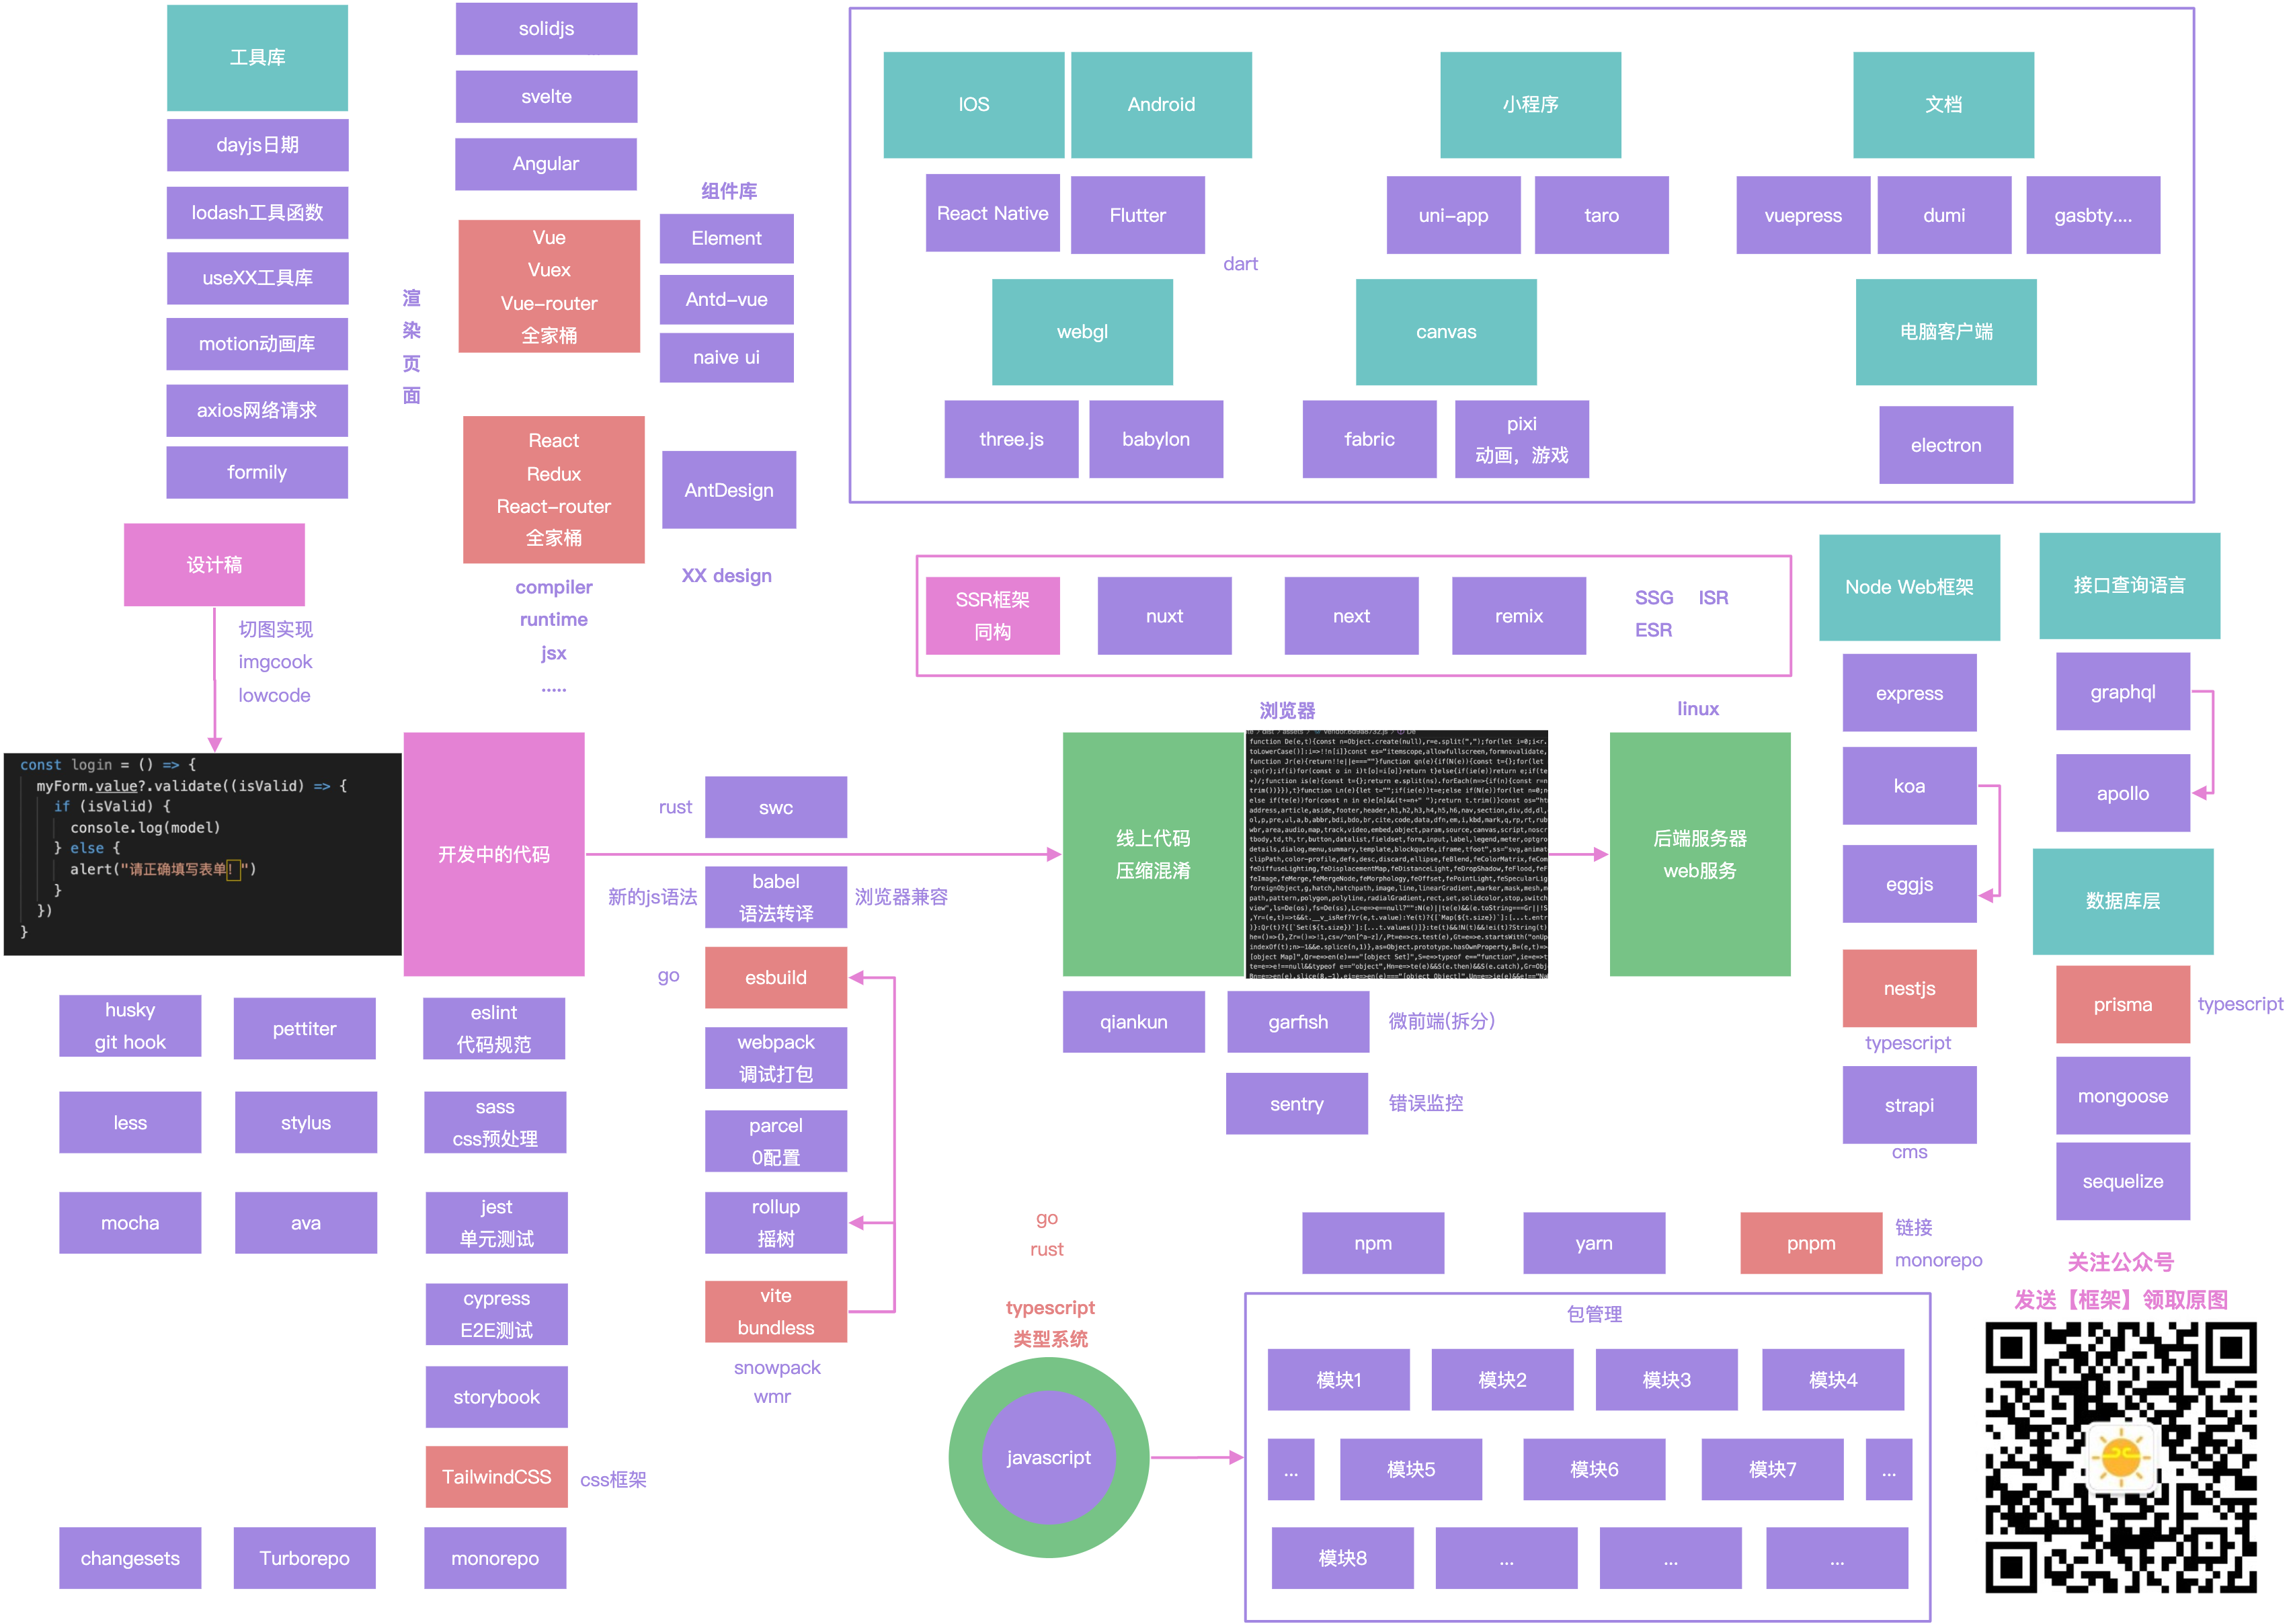 工具库
dayjs日期
lodash工具函数
useXX工具库
motion动画库
axios网络请求
formily
渲
染
页
面
solidjs
svelte
Angular
Vue
Vuex
Vue-router
全家桶
React
Redux
React-router
全家桶
compiler
runtime
jsx
.....
组件库
Element
Antd-vue
naive ui
AntDesign
XX design
IOS
Android
React Native
Flutter
dart
小程序
uni-app
taro
文档
vuepress
dumi
gasbty....
webgl
three.js
babylon
canvas
fabric
pixi
动画，游戏
电脑客户端
electron
SSR框架
同构
nuxt
next
remix
SSG ISR
ESR
设计稿
切图实现
imgcook
lowcode
const login = () => {
myForm.value?.validate((isValid) => {
if (isValid) {
console.log(model)
} else {
alert("请正确填写表单！")
}
})
}
开发中的代码
rust
swc
新的js语法
babel
语法转译
浏览器兼容
go
esbuild
webpack
调试打包
parcel
0配置
rollup
摇树
vite
bundless
snowpack
wmr
浏览器
线上代码
压缩混淆
linux
后端服务器
web服务
qiankun
garfish
微前端(拆分)
sentry
错误监控
Node Web框架
express
koa
eggjs
nestjs
typescript
strapi
cms
接口查询语言
graphql
apollo
数据库层
prisma
typescript
mongoose
sequelize
husky
git hook
pettiter
eslint
代码规范
less
stylus
sass
css预处理
mocha
ava
jest
单元测试
cypress
E2E测试
storybook
TailwindCSS
css框架
changesets
Turborepo
monorepo
go
rust
typescript
类型系统
javascript
npm
yarn
pnpm
链接
monorepo
包管理
模块1
模块2
模块3
模块4
...
模块5
模块6
模块7
...
模块8
...
...
...
关注公众号
发送【框架】领取原图